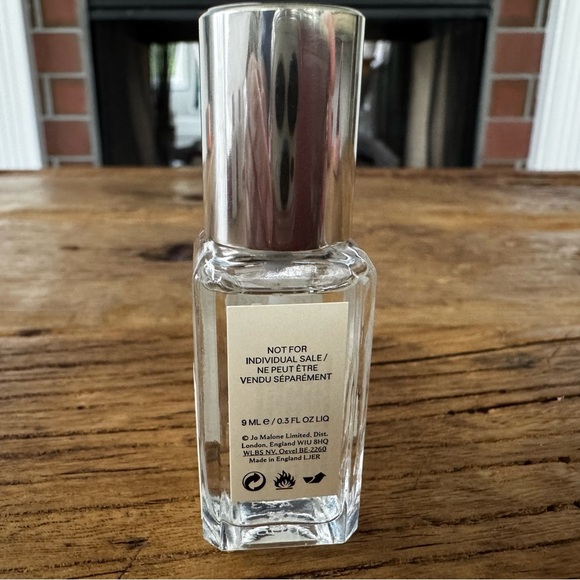 NOT FOR
INDIVIDUAL SALE /
NE PEUT ÊTRE
VENDU SÉPARÉMENT
9 ML ℮ / 0.3 FL OZ LIQ
© Jo Malone Limited, Dist.
London, England W1U 8HQ
WLBS NV, Oevel BE-2260
Made in England LJER